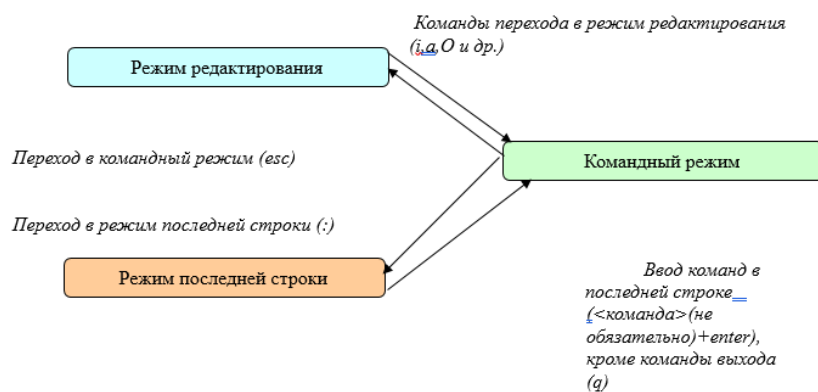 Команды перехода в режим редактирования
(i,a,O и др.)
Режим редактирования
Переход в командный режим (esc)
Командный режим
Переход в режим последней строки (:)
Режим последней строки
Ввод команд в
последней строке
(<команда>(не
обязательно)+enter),
кроме команды выхода
(q)